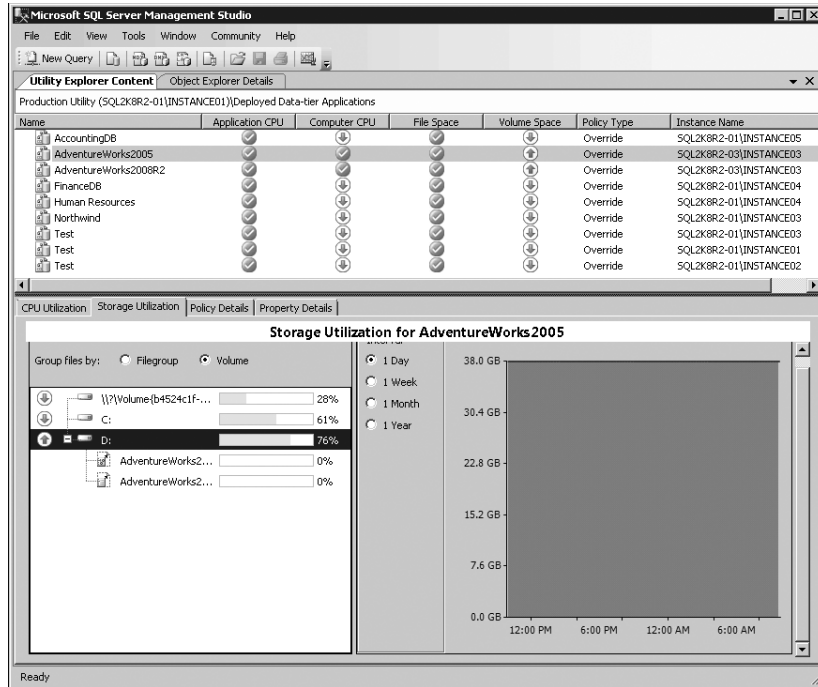 Microsoft SQL Server Management Studio
File Edit View Tools Window Community Help
New Query
Utility Explorer Content Object Explorer Details
Production Utility (SQL2K8R2-01\INSTANCE01)\Deployed Data-tier Applications
Name Application CPU Computer CPU File Space Volume Space Policy Type Instance Name
AccountingDB Override SQL2K8R2-01\INSTANCE05
AdventureWorks2005 Override SQL2K8R2-03\INSTANCE03
AdventureWorks2008R2 Override SQL2K8R2-03\INSTANCE03
FinanceDB Override SQL2K8R2-01\INSTANCE04
Human Resources Override SQL2K8R2-01\INSTANCE04
Northwind Override SQL2K8R2-01\INSTANCE03
Test Override SQL2K8R2-01\INSTANCE03
Test Override SQL2K8R2-01\INSTANCE01
Test Override SQL2K8R2-01\INSTANCE02
CPU Utilization Storage Utilization Policy Details Property Details
Storage Utilization for AdventureWorks2005
Group files by: Filegroup Volume
\\?\Volume{b4524c1f-... 28%
C: 61%
D: 76%
AdventureWorks2... 0%
AdventureWorks2... 0%
1 Day
1 Week
1 Month
1 Year
38.0 GB
30.4 GB
22.8 GB
15.2 GB
7.6 GB
0.0 GB
12:00 PM 6:00 PM 12:00 AM 6:00 AM
Ready